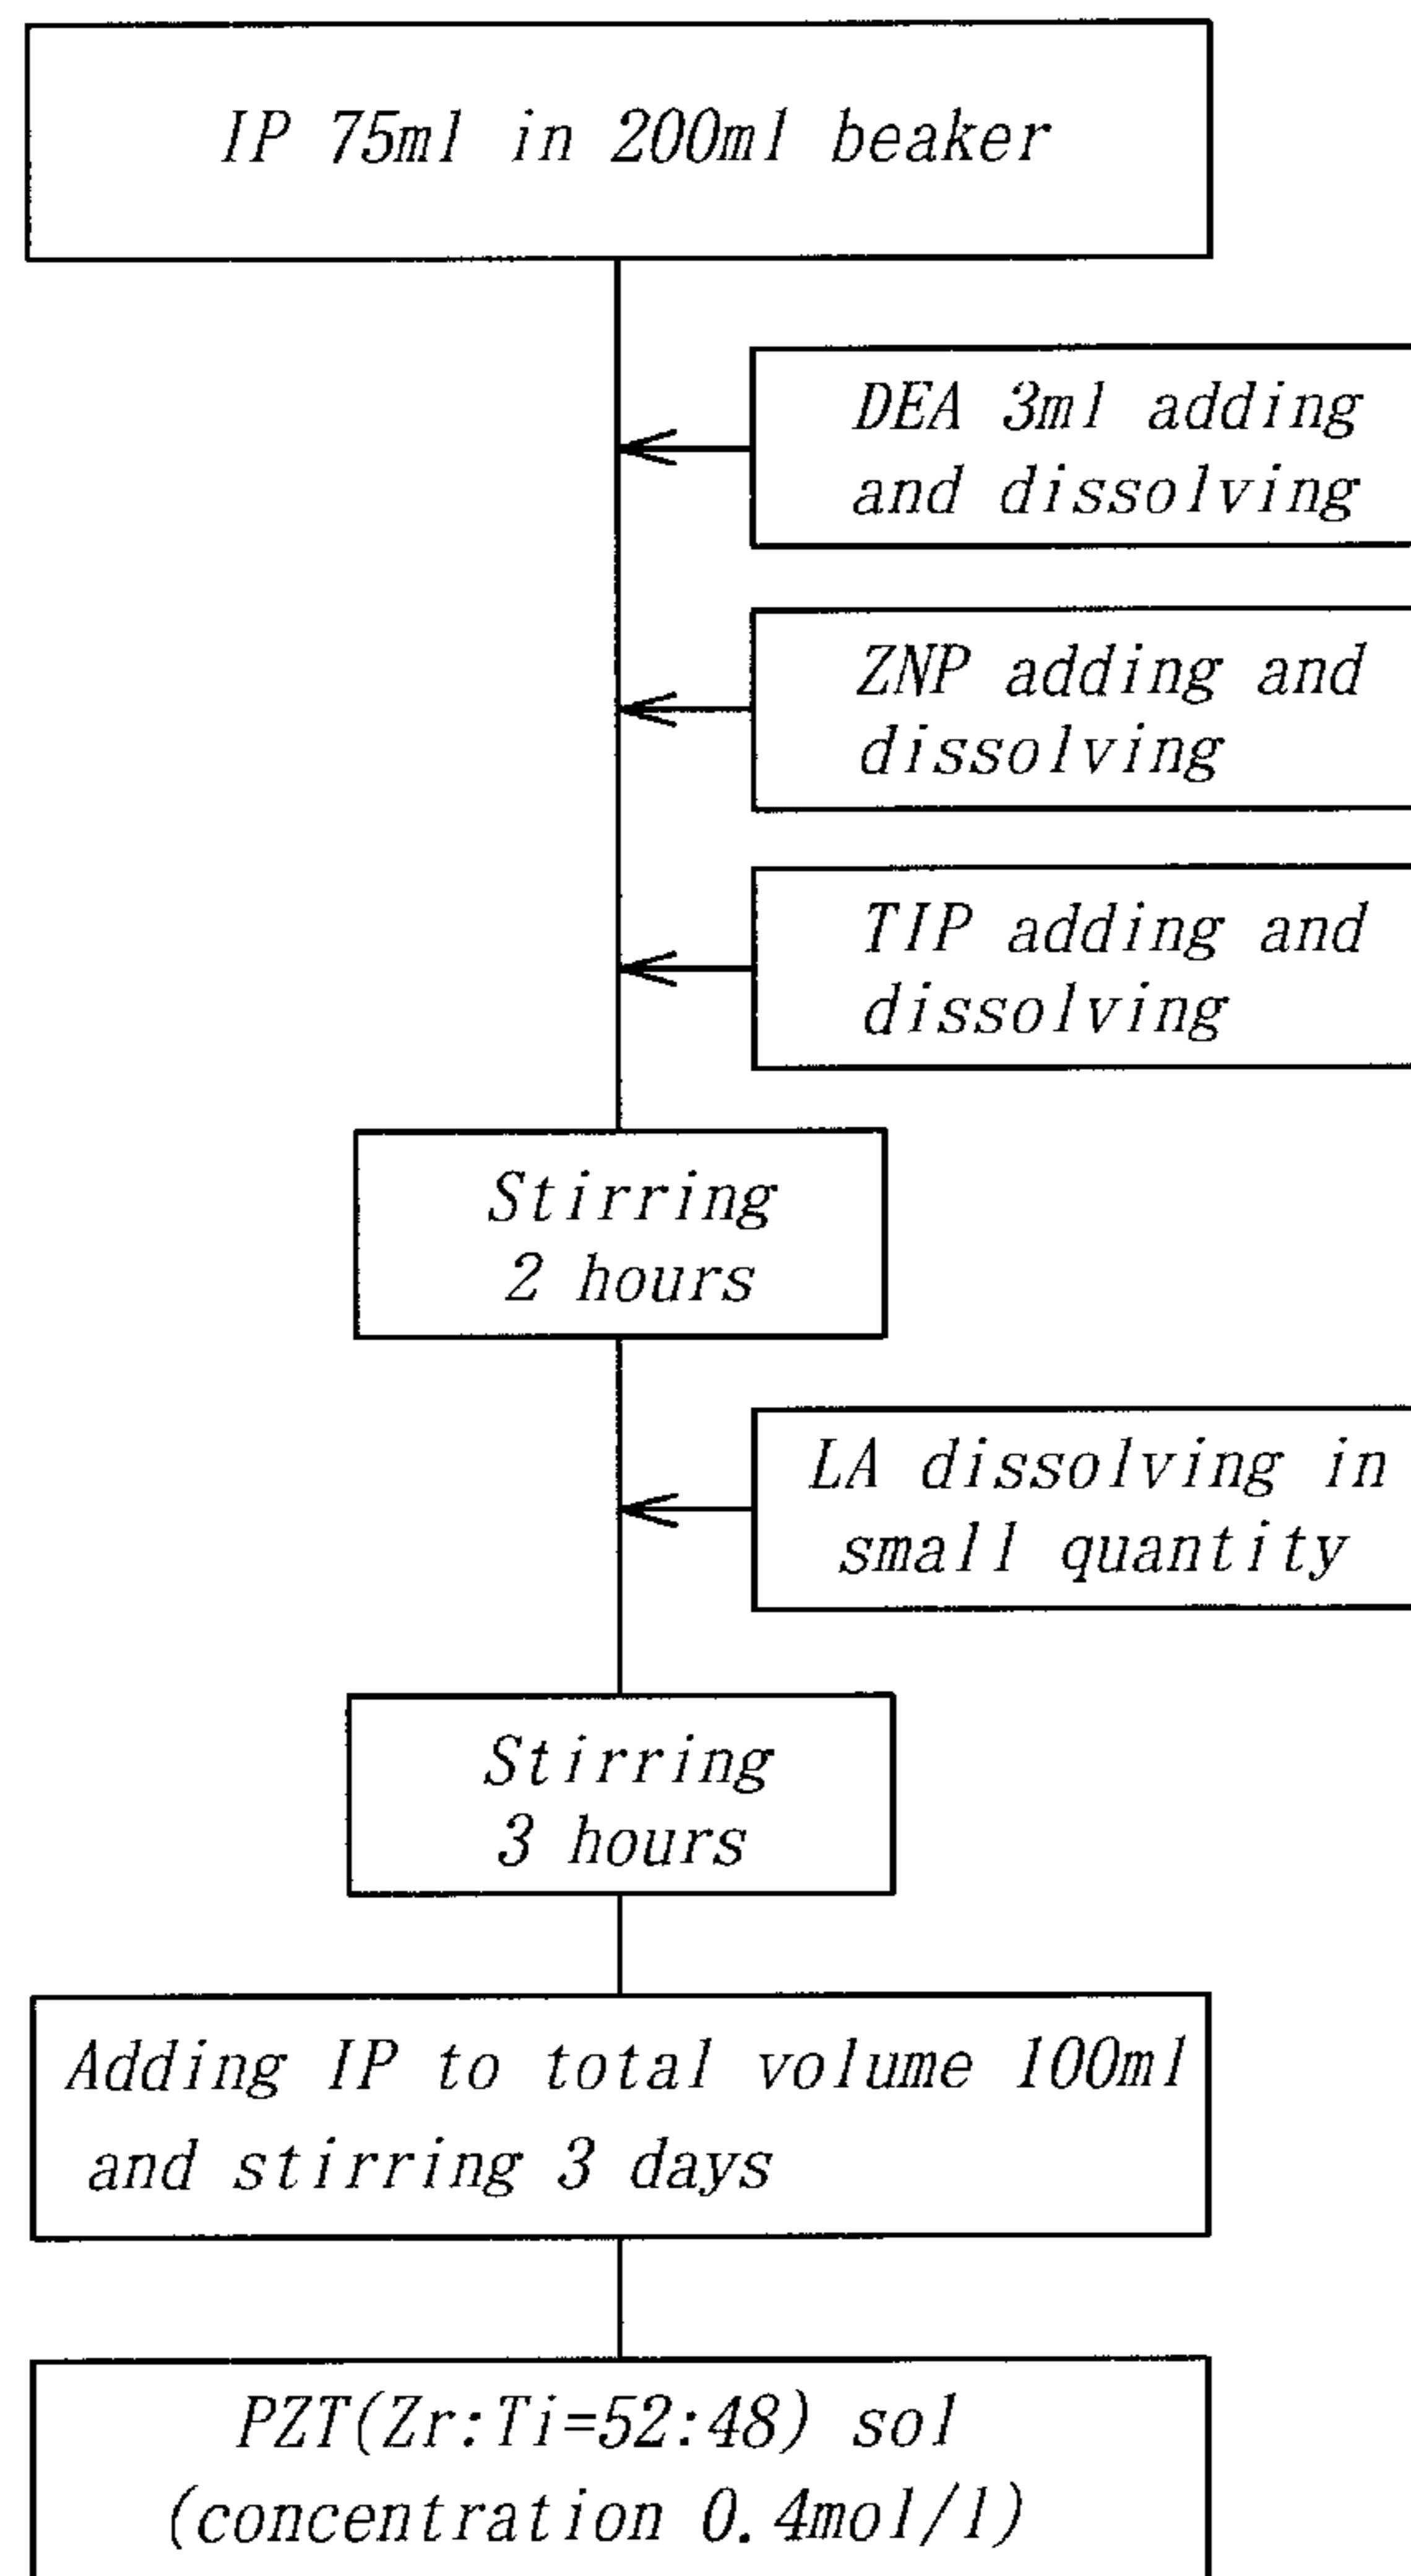 IP 75ml in 200ml beaker
DEA 3ml adding
and dissolving
ZNP adding and
dissolving
TIP adding and
dissolving
Stirring
2 hours
LA dissolving in
small quantity
Stirring
3 hours
Adding IP to total volume 100ml
and stirring 3 days
PZT(Zr:Ti=52:48) sol
(concentration 0.4mol/l)